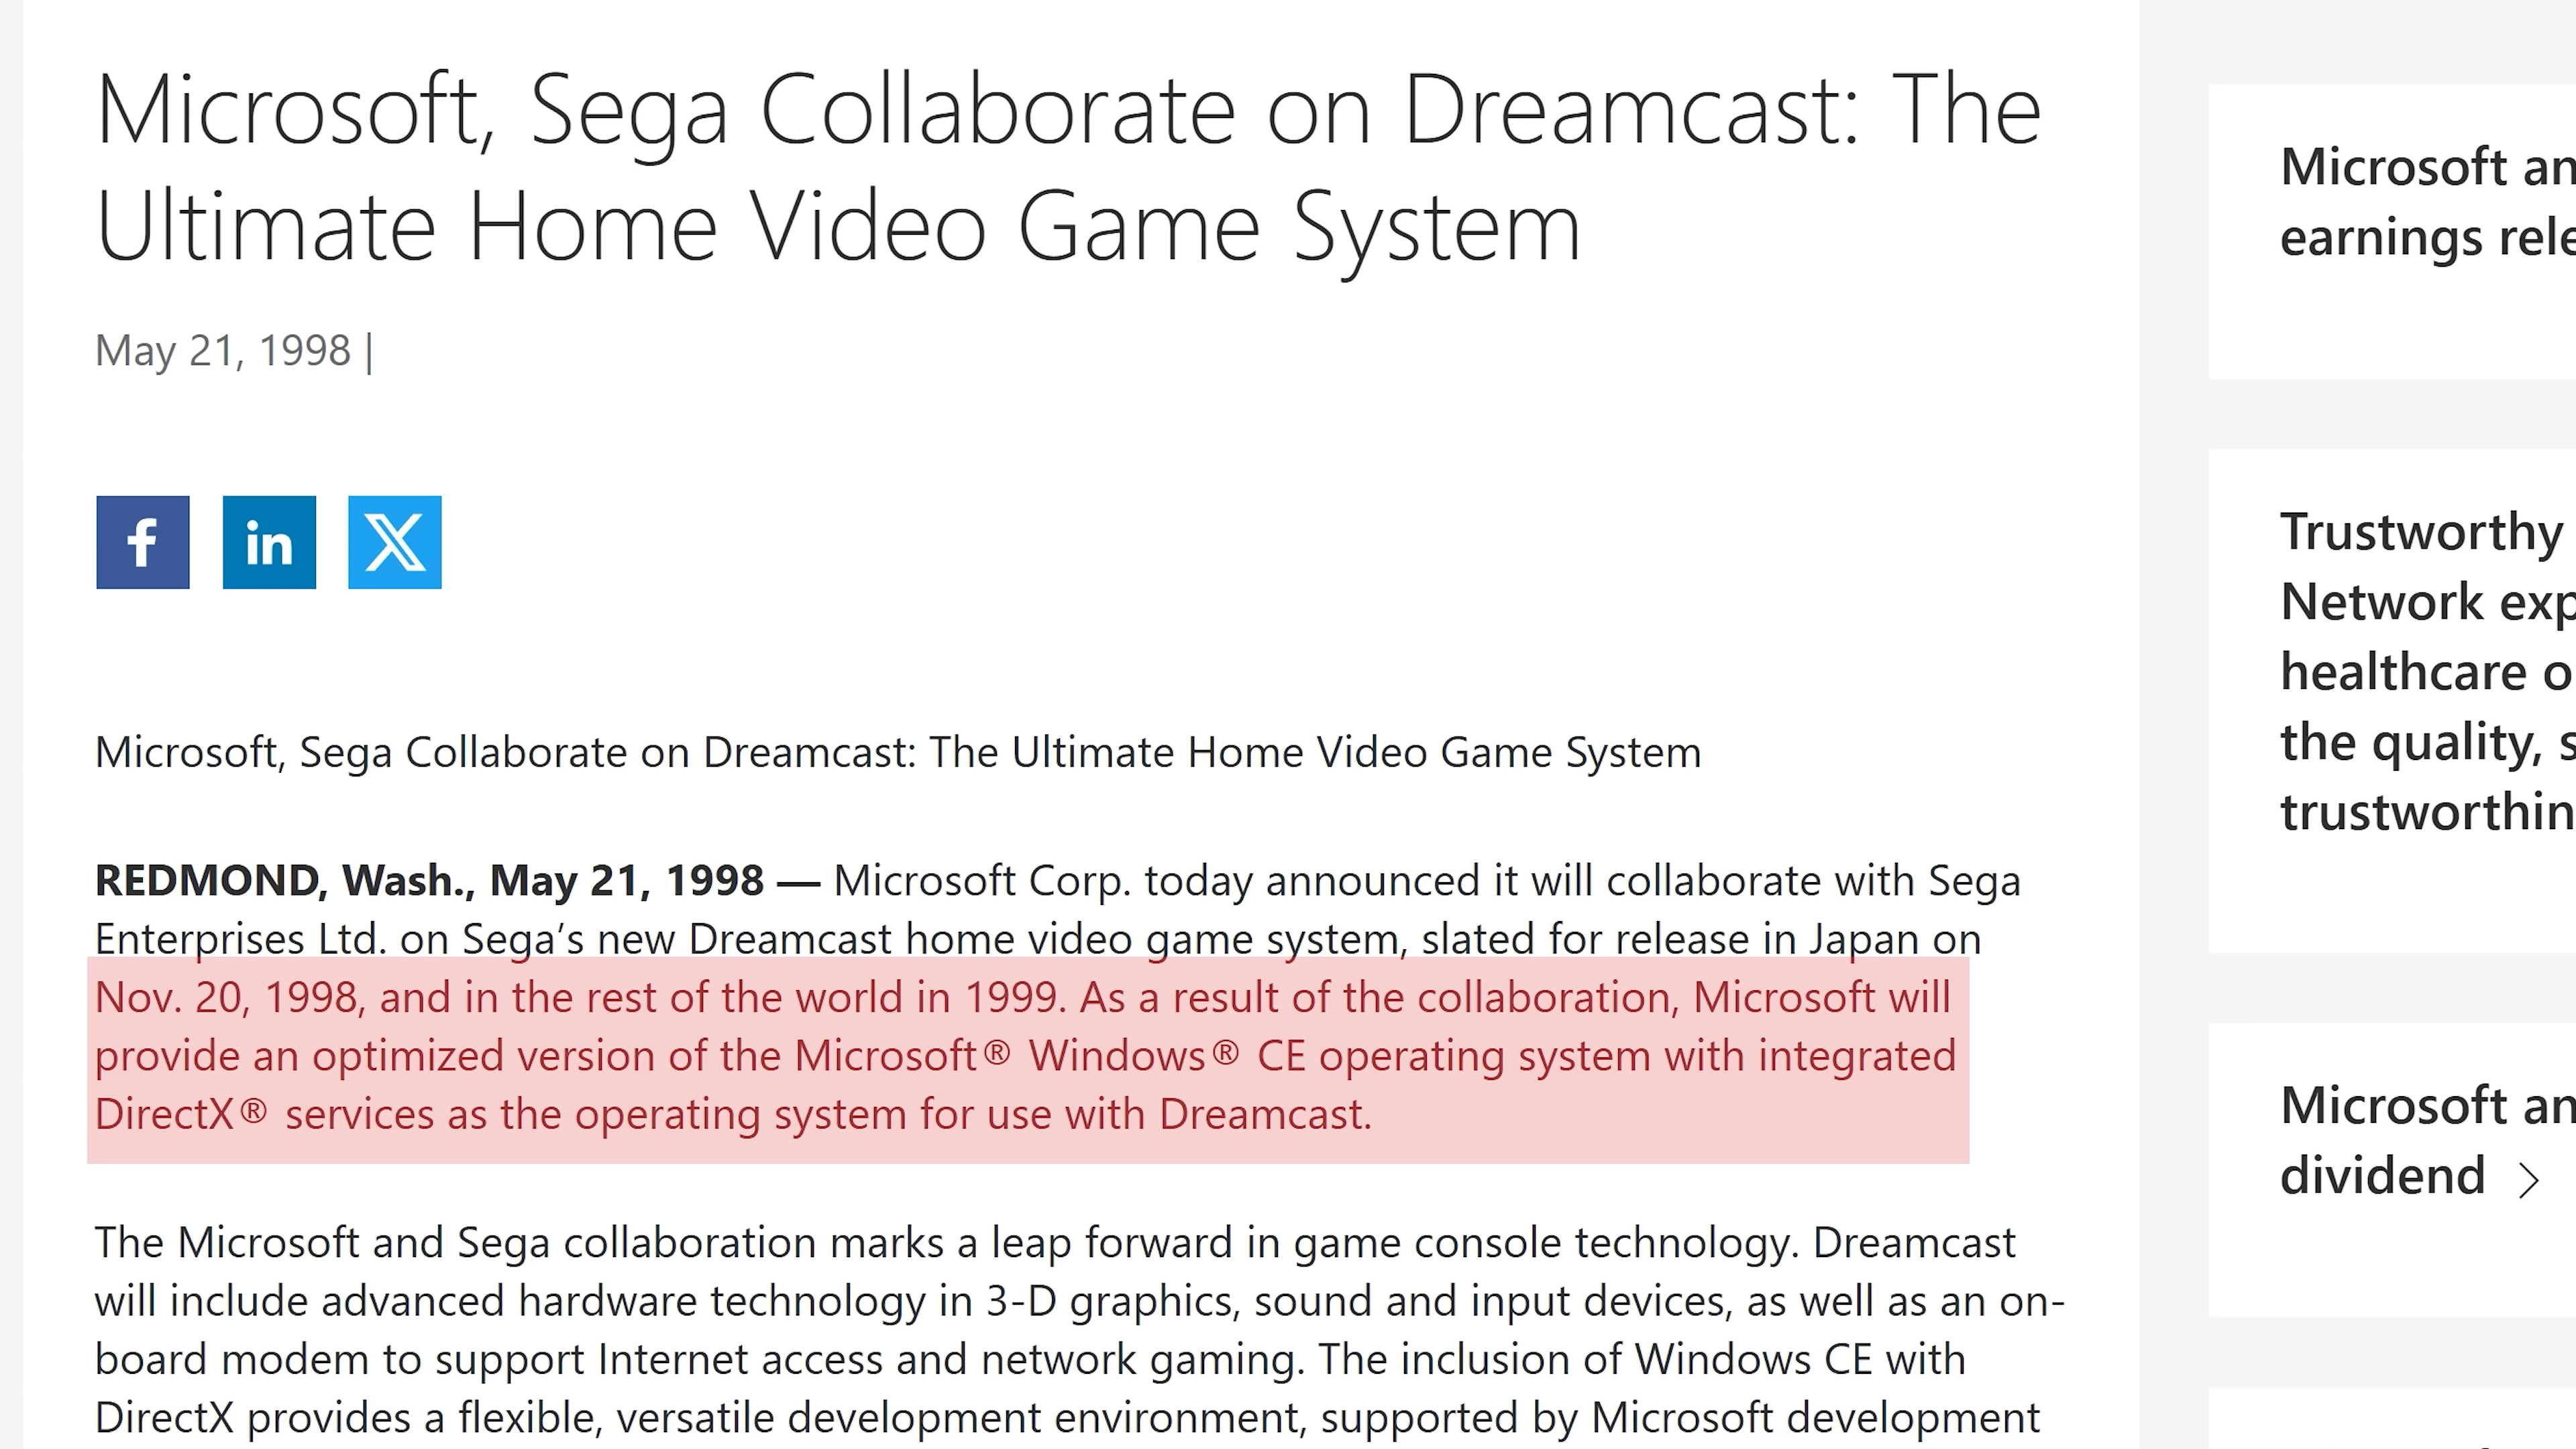 Microsoft, Sega Collaborate on Dreamcast: The
Ultimate Home Video Game System
May 21, 1998 |
f
in
X
Microsoft, Sega Collaborate on Dreamcast: The Ultimate Home Video Game System
REDMOND, Wash., May 21, 1998 — Microsoft Corp. today announced it will collaborate with Sega
Enterprises Ltd. on Sega’s new Dreamcast home video game system, slated for release in Japan on
Nov. 20, 1998, and in the rest of the world in 1999. As a result of the collaboration, Microsoft will
provide an optimized version of the Microsoft® Windows® CE operating system with integrated
DirectX® services as the operating system for use with Dreamcast.
The Microsoft and Sega collaboration marks a leap forward in game console technology. Dreamcast
will include advanced hardware technology in 3-D graphics, sound and input devices, as well as an on-
board modem to support Internet access and network gaming. The inclusion of Windows CE with
DirectX provides a flexible, versatile development environment, supported by Microsoft development
Microsoft
earnings
Trustworthy
Network
healthcare
the quality,
Microsoft
dividend